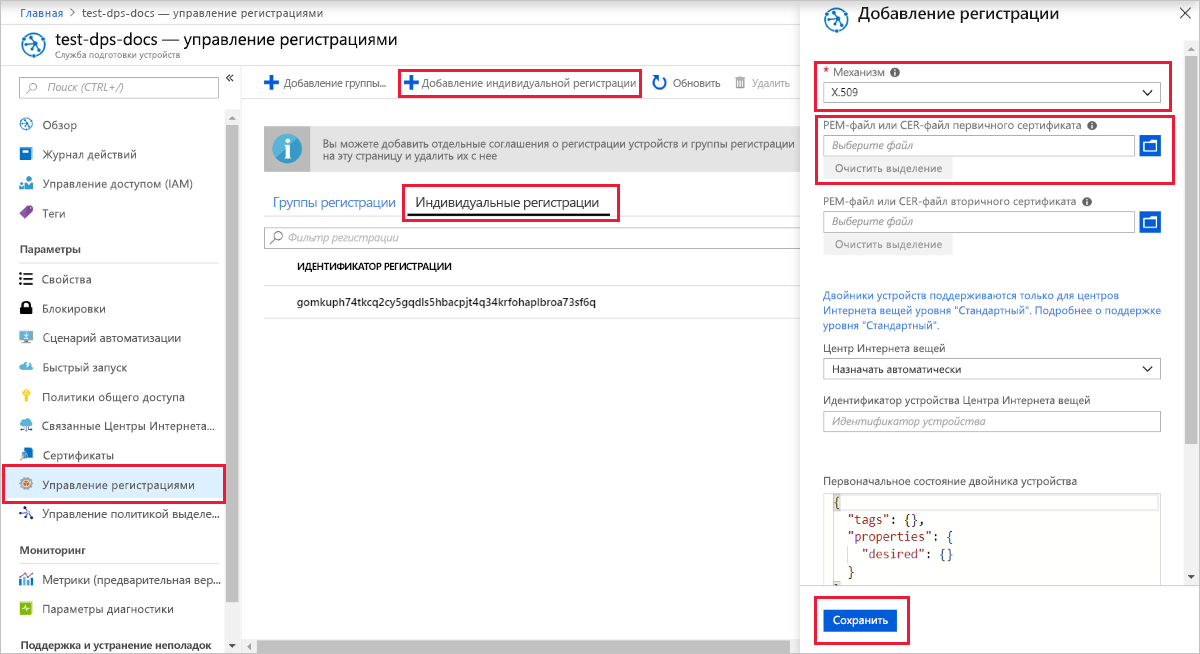 Главная > test-dps-docs — управление регистрациями
test-dps-docs — управление регистрациями
Служба подготовки устройств
Поиск (CTRL+/)
«
Обзор
Журнал действий
Управление доступом (IAM)
Теги
Параметры
Свойства
Блокировки
Сценарий автоматизации
Быстрый запуск
Политики общего доступа
Связанные Центры Интернета...
Сертификаты
Управление регистрациями
Управление политикой выделе...
Мониторинг
Метрики (предварительная вер...
Параметры диагностики
Поддержка и устранение неполадок
Добавление группы...
Добавление индивидуальной регистрации
Обновить
Удалить
Вы можете добавить отдельные соглашения о регистрации устройств и группы регистрации
на эту страницу и удалить их с нее
Группы регистрации
Индивидуальные регистрации
Фильтр регистрации
ИДЕНТИФИКАТОР РЕГИСТРАЦИИ
gomkuph74tkcq2cy5gqdls5hbacpjt4q34krfohaplbroa73sf6q
Добавление регистрации
* Механизм
X.509
PEM-файл или CER-файл первичного сертификата
Выберите файл
Очистить выделение
PEM-файл или CER-файл вторичного сертификата
Выберите файл
Очистить выделение
Двойники устройств поддерживаются только для центров
Интернета вещей уровня "Стандартный". Подробнее о поддержке
уровня "Стандартный".
Центр Интернета вещей
Назначать автоматически
Идентификатор устройства Центра Интернета вещей
Идентификатор устройства
Первоначальное состояние двойника устройства
{
"tags": {},
"properties": {
"desired": {}
}
Сохранить